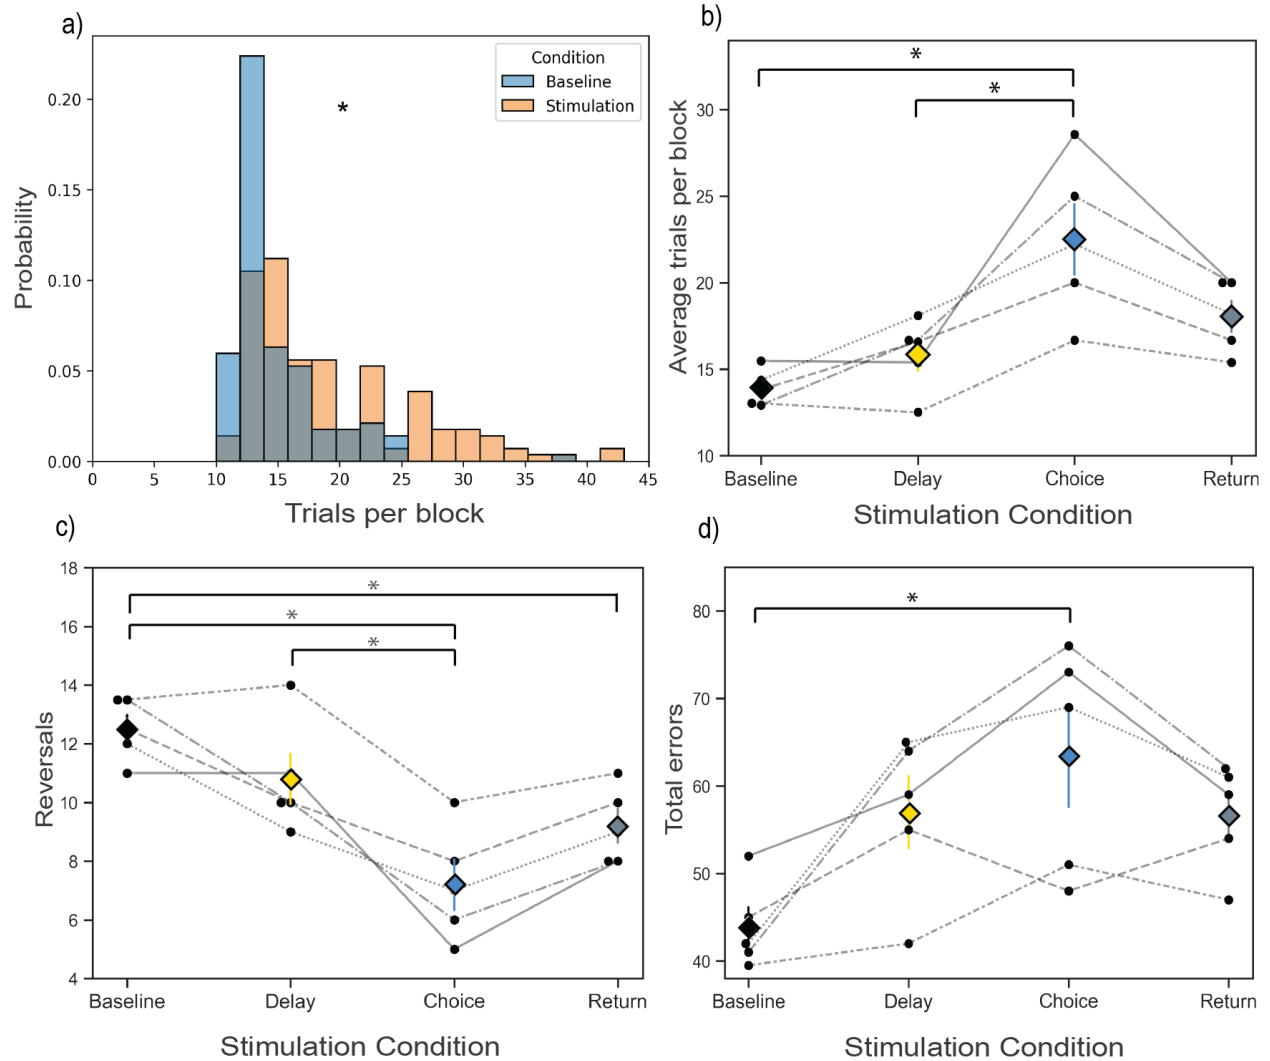 a)
Condition
Baseline
Stimulation
*
Probability
0.20
0.15
0.10
0.05
0.00
0 5 10 15 20 25 30 35 40 45
Trials per block
b)
*
*
Average trials per block
30
25
20
15
10
Baseline Delay Choice Return
Stimulation Condition
c)
*
*
*
Reversals
18
16
14
12
10
8
6
4
Baseline Delay Choice Return
Stimulation Condition
d)
*
Total errors
80
70
60
50
40
Baseline Delay Choice Return
Stimulation Condition